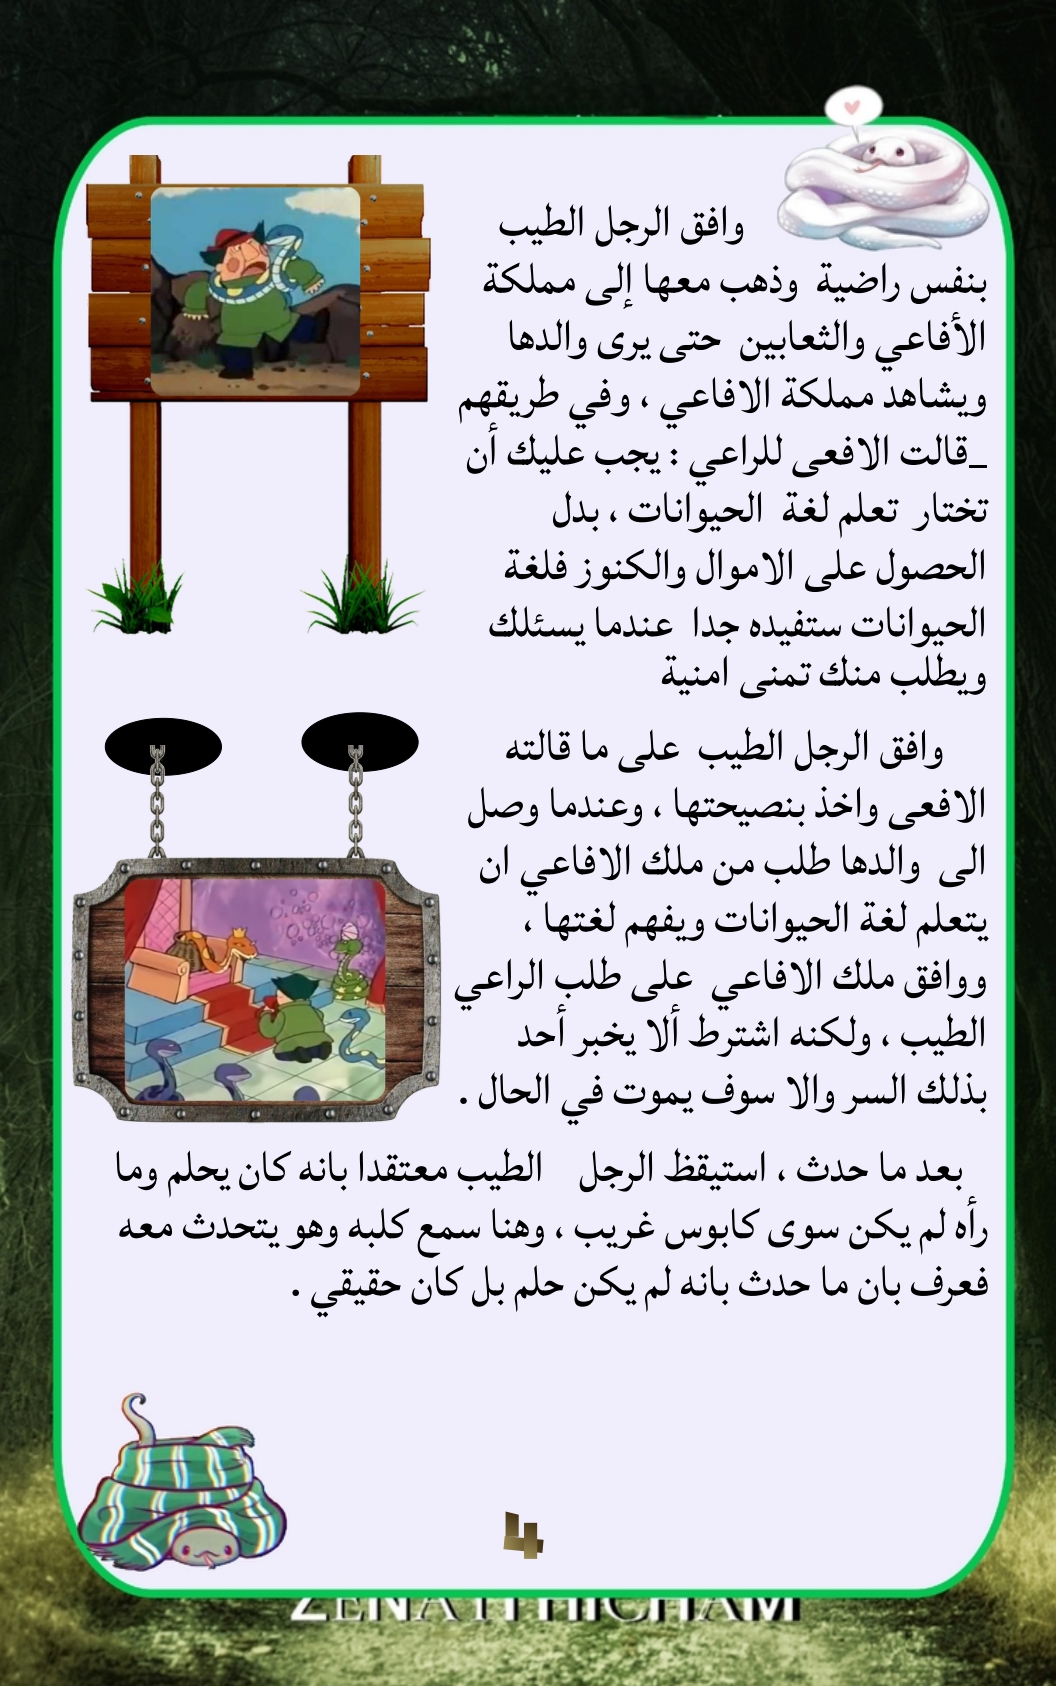 وافق الرجل الطيب
بنفس راضية وذهب معها إلى مملكة
الأفاعي والثعابين حتى يرى والدها
ويشاهد مملكة الافاعي ، وفي طريقهم
_قالت الافعى للراعي : يجب عليك أن
تختار تعلم لغة الحيوانات ، بدل
الحصول على الاموال والكنوز فلغة
الحيوانات ستفيده جدا عندما يسئلك
ويطلب منك تمنى امنية
وافق الرجل الطيب على ما قالته
الافعى واخذ بنصيحتها ، وعندما وصل
الى والدها طلب من ملك الافاعي ان
يتعلم لغة الحيوانات ويفهم لغتها ،
ووافق ملك الافاعي على طلب الراعي
الطيب ، ولكنه اشترط ألا يخبر أحد
بذلك السر والا سوف يموت في الحال .
بعد ما حدث ، استيقظ الرجل الطيب معتقدا بانه كان يحلم وما
رأه لم يكن سوى كابوس غريب ، وهنا سمع كلبه وهو يتحدث معه
فعرف بان ما حدث بانه لم يكن حلم بل كان حقيقي .
4
ZENATI HICHAM